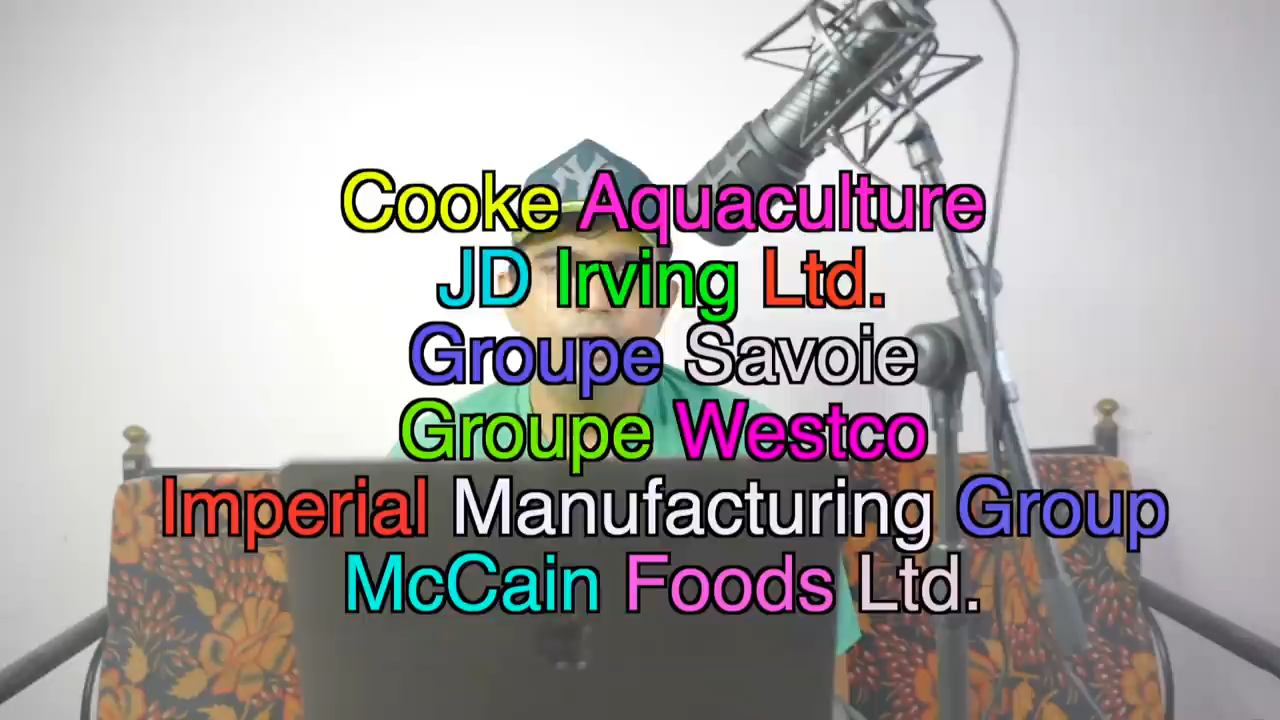 Cooke Aquaculture
JD Irving Ltd.
Groupe Savoie
Groupe Westco
Imperial Manufacturing Group
McCain Foods Ltd.